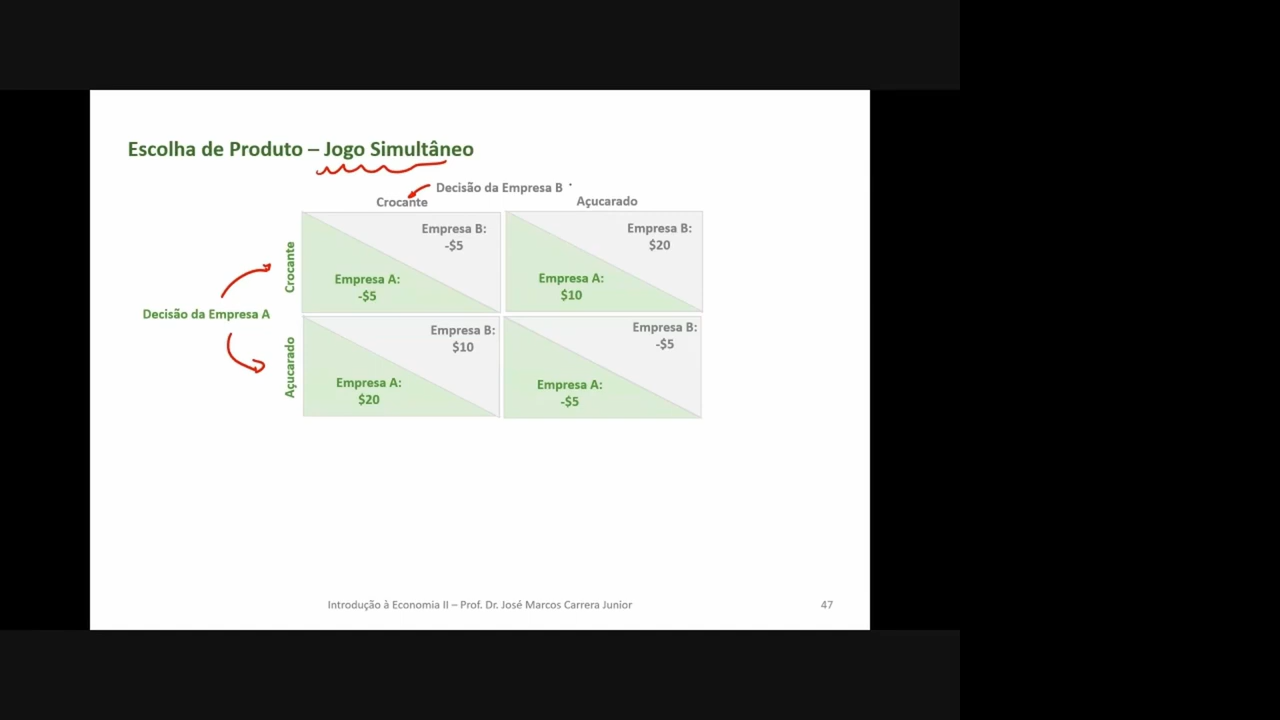 Escolha de Produto – Jogo Simultâneo
Decisão da Empresa B
Crocante
Açucarado
Crocante
Empresa B:
-$5
Empresa A:
-$5
Empresa B:
$20
Empresa A:
$10
Decisão da Empresa A
Açucarado
Empresa B:
$10
Empresa A:
$20
Empresa B:
-$5
Empresa A:
-$5
Introdução à Economia II – Prof. Dr. José Marcos Carrera Junior
47